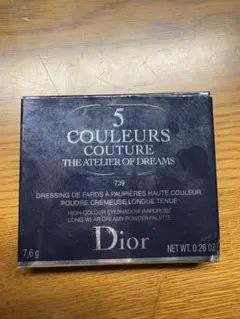 5
COULEURS
COUTURE
THE ATELIER OF DREAMS
739
DRESSING DE FARDS À PAUPIÈRES HAUTE COULEUR
POUDRE CRÉMEUSE LONGUE TENUE
HIGH-COLOUR EYESHADOW WARDROBE
LONG-WEAR CREAMY POWDER PALETTE
Dior
7,6 g
NET WT. 0.26 OZ